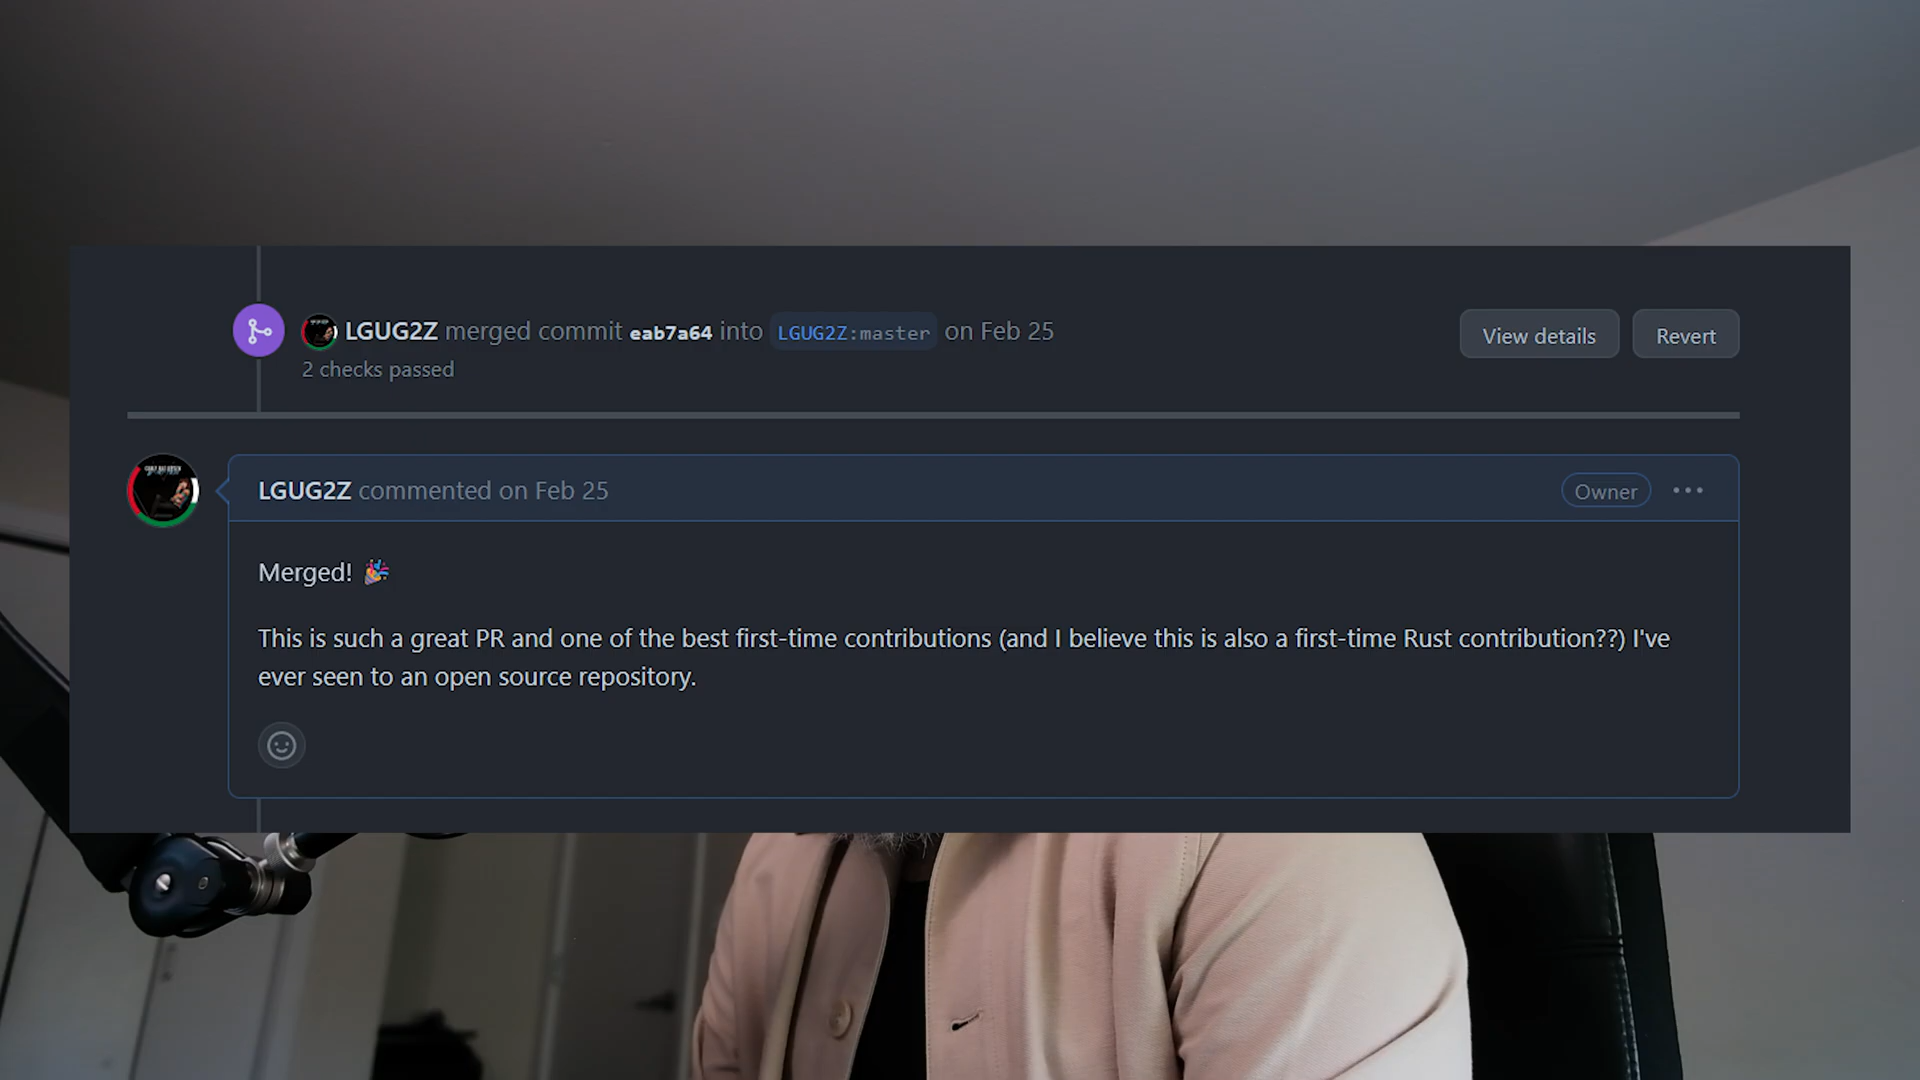 LGUG2Z merged commit eab7a64 into LGUG2Z:master on Feb 25
View details
Revert
2 checks passed
LGUG2Z commented on Feb 25
Owner
Merged! 🎉
This is such a great PR and one of the best first-time contributions (and I believe this is also a first-time Rust contribution??) I've
ever seen to an open source repository.